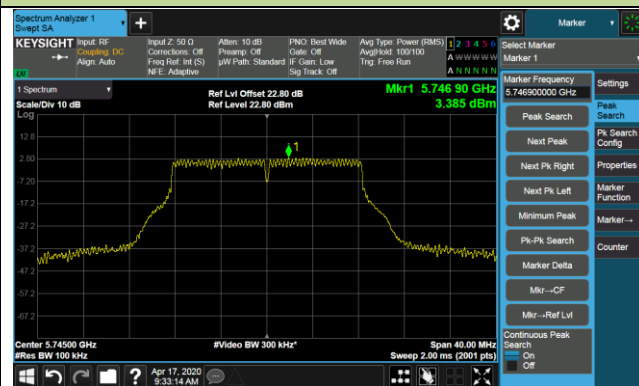 Spectrum Analyzer 1
Swept SA
Marker
KEYSIGHT
Input: RF
Coupling: DC
Align: Auto
Input Z: 50 Ω
Corrections: Off
Freq Ref: Int (S)
NFE: Adaptive
Atten: 10 dB
Preamp: Off
µW Path: Standard
PNO: Best Wide
Gate: Off
IF Gain: Low
Sig Track: Off
Avg Type: Power (RMS)
Avg|Hold: 100/100
Trig: Free Run
1 2 3 4 5 6
A W W W W W
A N N N N N
Select Marker
Marker 1
1 Spectrum
Scale/Div 10 dB
Log
Ref Lvl Offset 22.80 dB
Ref Level 22.80 dBm
Mkr1 5.746 90 GHz
3.385 dBm
12.8
2.80
-7.20
-17.2
-27.2
-37.2
-47.2
-57.2
-67.2
1
Center 5.74500 GHz
#Res BW 100 kHz
#Video BW 300 kHz*
Span 40.00 MHz
Sweep 2.00 ms (2001 pts)
Marker Frequency
5.746900000 GHz
Peak Search
Next Peak
Next Pk Right
Next Pk Left
Minimum Peak
Pk-Pk Search
Marker Delta
Mkr→CF
Mkr→Ref Lvl
Continuous Peak
Search
On
Off
Settings
Peak
Search
Pk Search
Config
Properties
Marker
Function
Marker→
Counter
Apr 17, 2020
9:33:14 AM